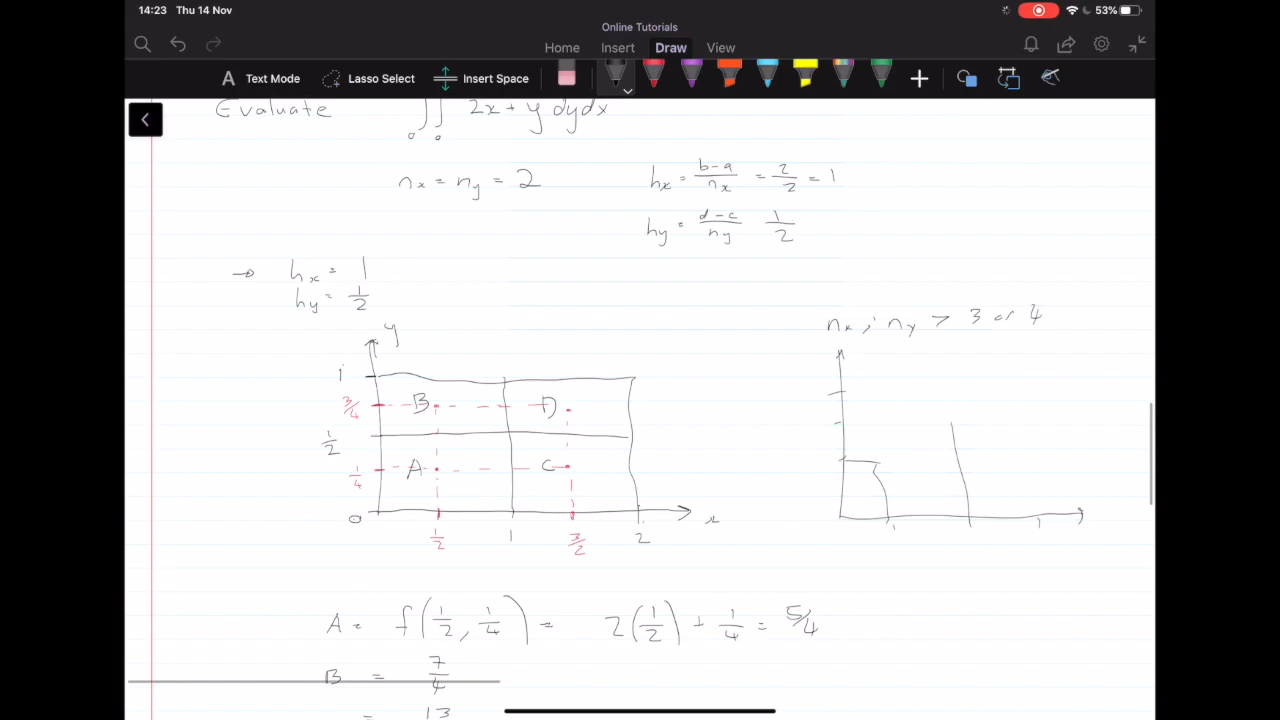 14:23 Thu 14 Nov
53%
Online Tutorials
Home Insert Draw View
Text Mode Lasso Select Insert Space
Evaluate ∫₀∫₀ 2x + y dydx
nx = ny = 2
hx = b-a/nx = 2/2 = 1
hy = d-c/ny 1/2
→ hx = 1
hy = 1/2
nx ; ny > 3 or 4
y
1
3/4 B D
1/2
1/4 A C
0 x
1/2 1 3/2 2
A = f(1/2, 1/4) = 2(1/2) + 1/4 = 5/4
B = 7/4
= 13